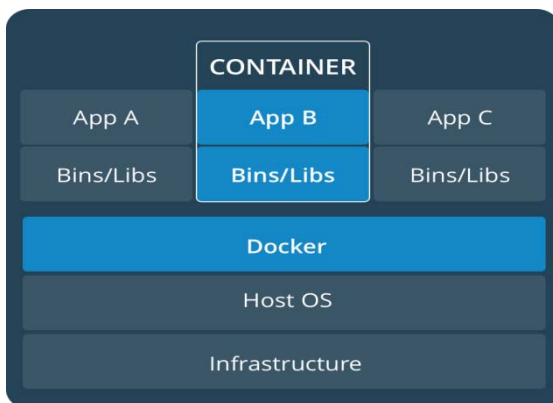 CONTAINER
App A App B App C
Bins/Libs Bins/Libs Bins/Libs
Docker
Host OS
Infrastructure